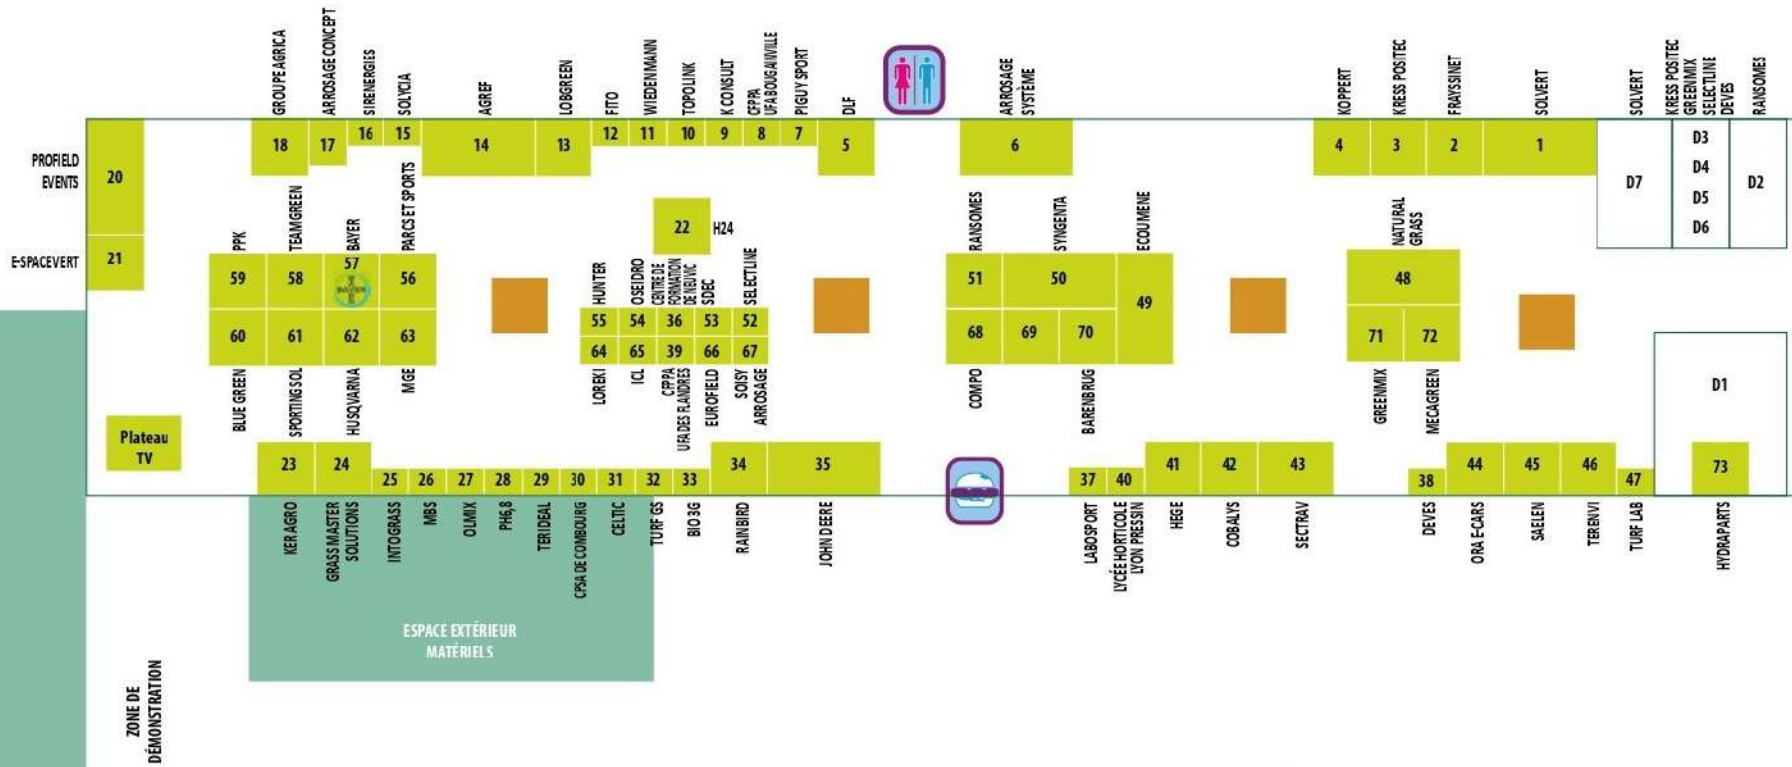 GROUPE AGRICA
ARROSAGE CONCEPT
SIRENERGIES
SOLYCIA
AGREF
LOBGREEN
FITO
WIEDENMANN
TOPOLINK
K CONSULT
CFPPA
UFA BOUGAINVILLE
PIGUY SPORT
DLF
ARROSAGE
SYSTÈME
KOPPERT
KRESS POSITEC
FRAYSSINET
SOLVERT
SOLVERT
KRESS POSITEC
GREENMIX
SELECTLINE
DEVES
RANSOMES
18
17
16
15
14
13
12
11
10
9
8
7
5
6
4
3
2
1
D7
D3
D4
D5
D6
D2
PROFIELD
EVENTS
20
E-SPACE VERT
21
PPK
TEAMGREEN
BAYER
PARCS ET SPORTS
59
58
57
BAYER
BAYER
56
60
61
62
63
BLUE GREEN
SPORTINGSOL
HUSQVARNA
MGE
22
H24
HUNTER
OSEIDRO
CENTRE DE
FORMATION
DE NEUVIC
SDEC
SELECTLINE
55
54
36
53
52
64
65
39
66
67
LOREKI
ICL
CFPPA
UFA DES FLANDRES
EUROFIELD
SOISY
ARROSAGE
RANSOMES
SYNGENTA
ECOUMENE
51
50
49
68
69
70
COMPO
BARENBRUG
NATURAL
GRASS
48
71
72
GREENMIX
MECAGREEN
D1
73
HYDRAPARTS
Plateau
TV
23
24
25
26
27
28
29
30
31
32
33
34
35
37
40
41
42
43
38
44
45
46
47
KER AGRO
GRASS MASTER
SOLUTIONS
INTOGRASS
MBS
OLMIX
PH6,8
TERIDEAL
CPSA DE COMBOURG
CELTIC
TURF GS
BIO 3G
RAINBIRD
JOHN DEERE
LABOSPORT
LYCÉE HORTICOLE
LYON PRESSIN
HEGE
COBALYS
SECTRAV
DEVES
ORA E-CARS
SAELEN
TERENVI
TURF LAB
ESPACE EXTÉRIEUR
MATÉRIELS
ZONE DE
DÉMONSTRATION